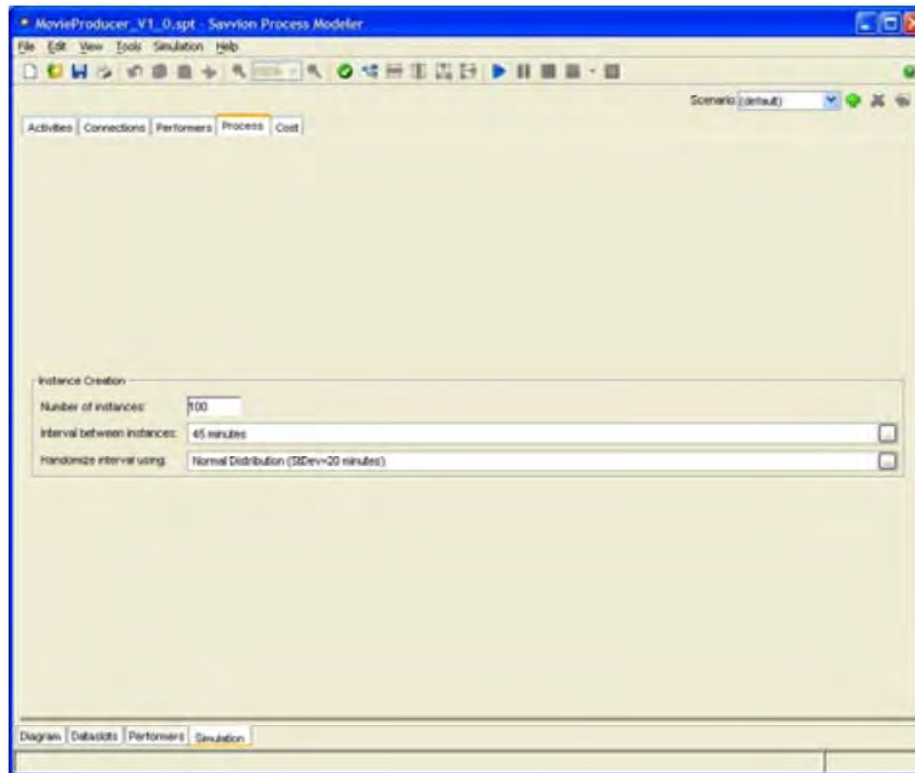 MovieProducer_V1_0.spt - Savvion Process Modeler
File Edit View Tools Simulation Help
Scenario (default)
Activities Connections Performers Process Cost
Instance Creation
Number of instances: 100
Interval between instances: 45 minutes
Randomize interval using: Normal Distribution (StDev=20 minutes)
Diagram Dataslots Performers Simulation